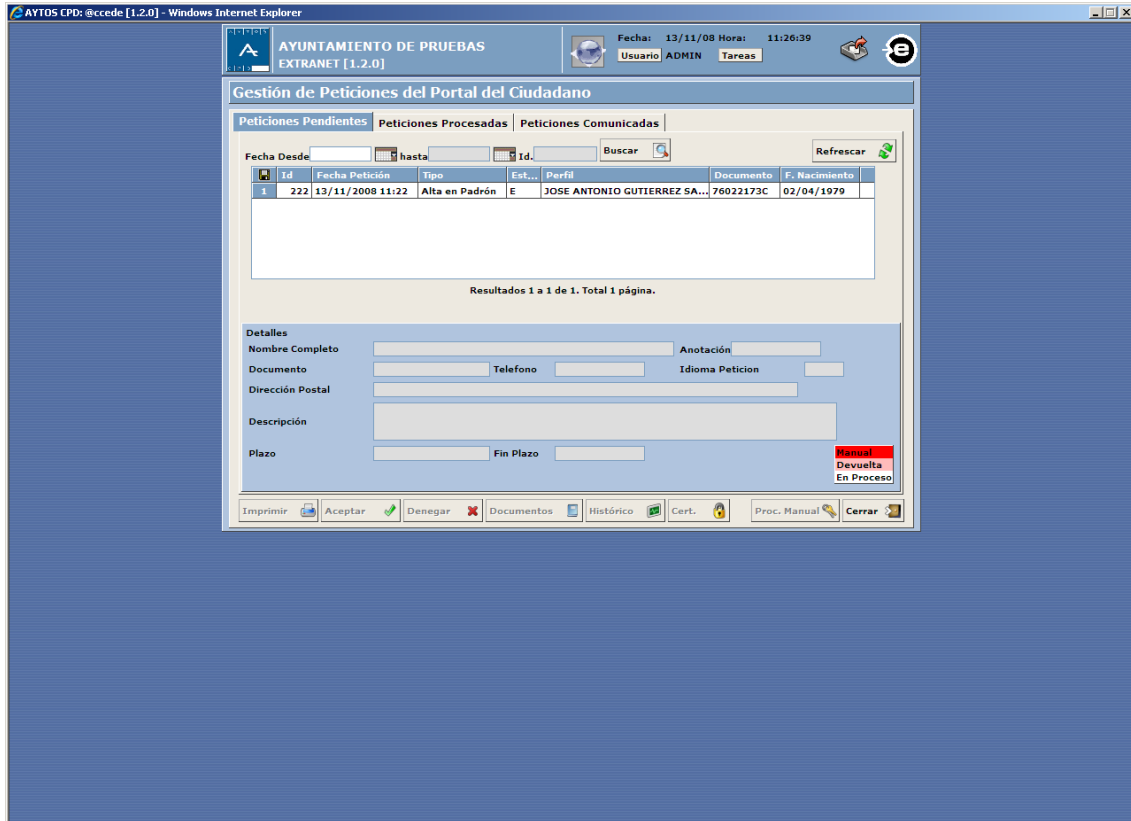 AYTOS CPD: @ccede [1.2.0] - Windows Internet Explorer
AYUNTAMIENTO DE PRUEBAS
EXTRANET [1.2.0]
Fecha: 13/11/08 Hora: 11:26:39
Usuario ADMIN Tareas
Gestión de Peticiones del Portal del Ciudadano
Peticiones Pendientes Peticiones Procesadas Peticiones Comunicadas
Fecha Desde hasta Id. Buscar Refrescar
Id Fecha Petición Tipo Est... Perfil Documento F. Nacimiento
1 222 13/11/2008 11:22 Alta en Padrón E JOSE ANTONIO GUTIERREZ SA... 76022173C 02/04/1979
Resultados 1 a 1 de 1. Total 1 página.
Detalles
Nombre Completo Anotación
Documento Telefono Idioma Peticion
Dirección Postal
Descripción
Plazo Fin Plazo
Manual
Devuelta
En Proceso
Imprimir Aceptar Denegar Documentos Histórico Cert. Proc. Manual Cerrar